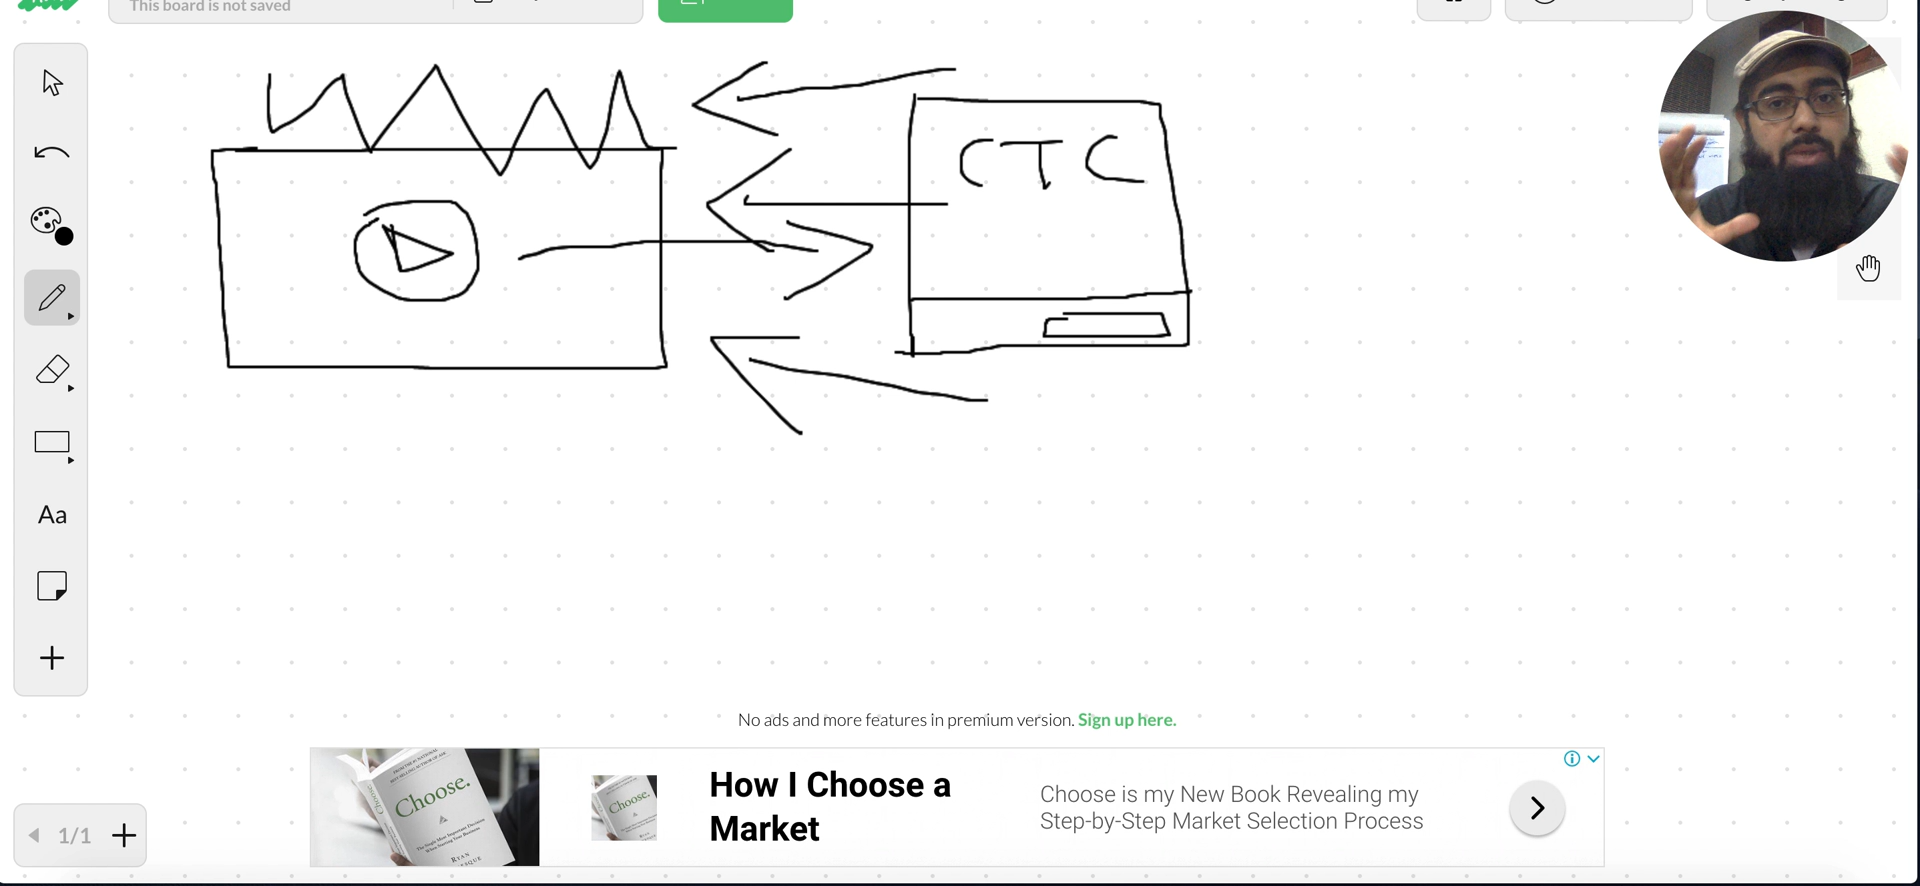 This board is not saved
CTC
Aa
No ads and more features in premium version. Sign up here.
Choose.
Choose.
RYAN
How I Choose a
Market
Choose is my New Book Revealing my
Step-by-Step Market Selection Process
1/1